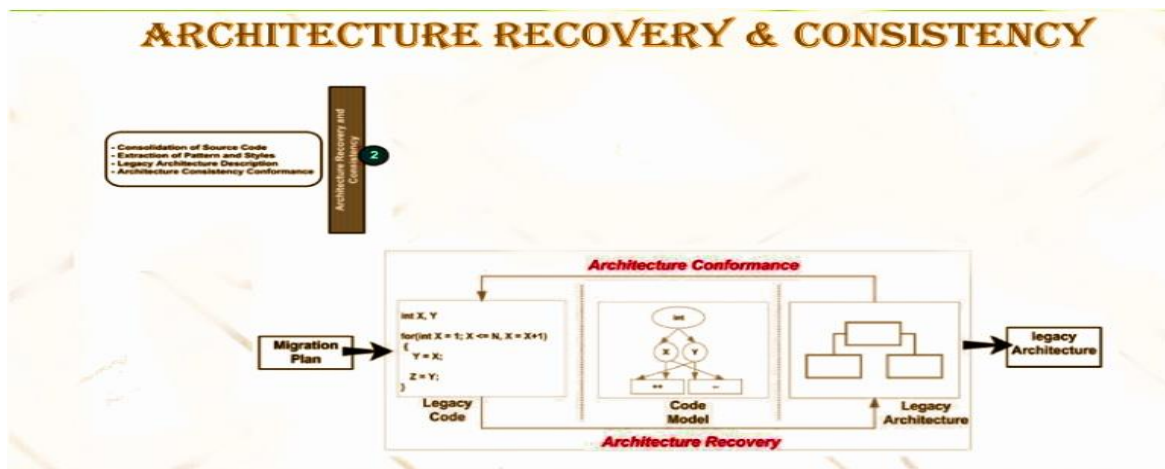 ARCHITECTURE RECOVERY & CONSISTENCY
- Consolidation of Source Code
- Extraction of Pattern and Styles
- Legacy Architecture Description
- Architecture Consistency Conformance
Architecture Recovery and
Consistency
2
Architecture Conformance
Migration
Plan
int X, Y
for(int X = 1; X <= N, X = X+1)
{
Y = X;
Z = Y;
}
Legacy
Code
int
X
Y
++
Code
Model
Legacy
Architecture
legacy
Architecture
Architecture Recovery